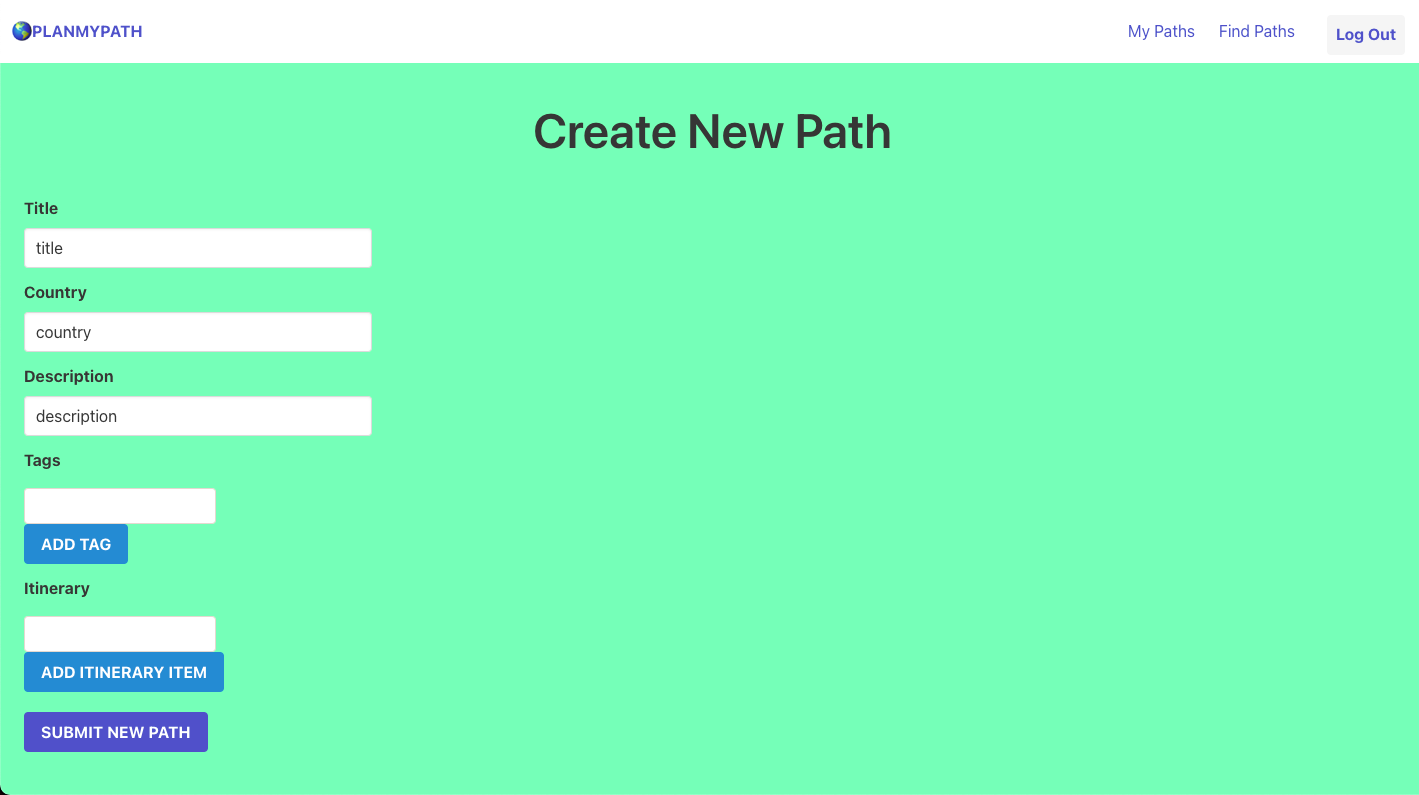 PLANMYPATH
My Paths Find Paths Log Out
Create New Path
Title
title
Country
country
Description
description
Tags
ADD TAG
Itinerary
ADD ITINERARY ITEM
SUBMIT NEW PATH